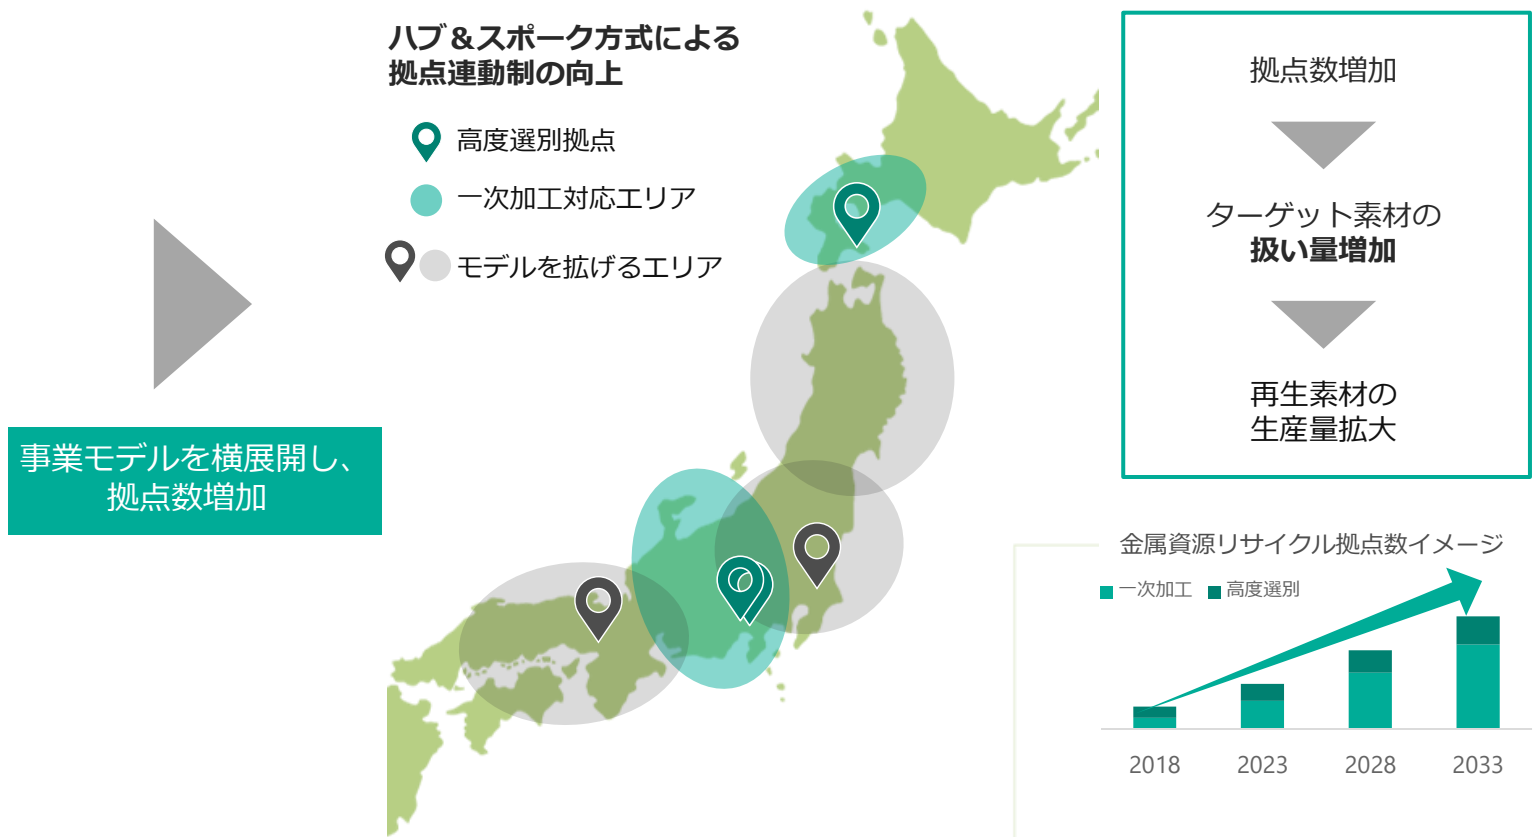 ハブ&スポーク方式による
拠点連動制の向上
高度選別拠点
一次加工対応エリア
モデルを拡げるエリア
事業モデルを横展開し、
拠点数増加
拠点数増加
ターゲット素材の
扱い量増加
再生素材の
生産量拡大
金属資源リサイクル拠点数イメージ
一次加工 高度選別
2018 2023 2028 2033